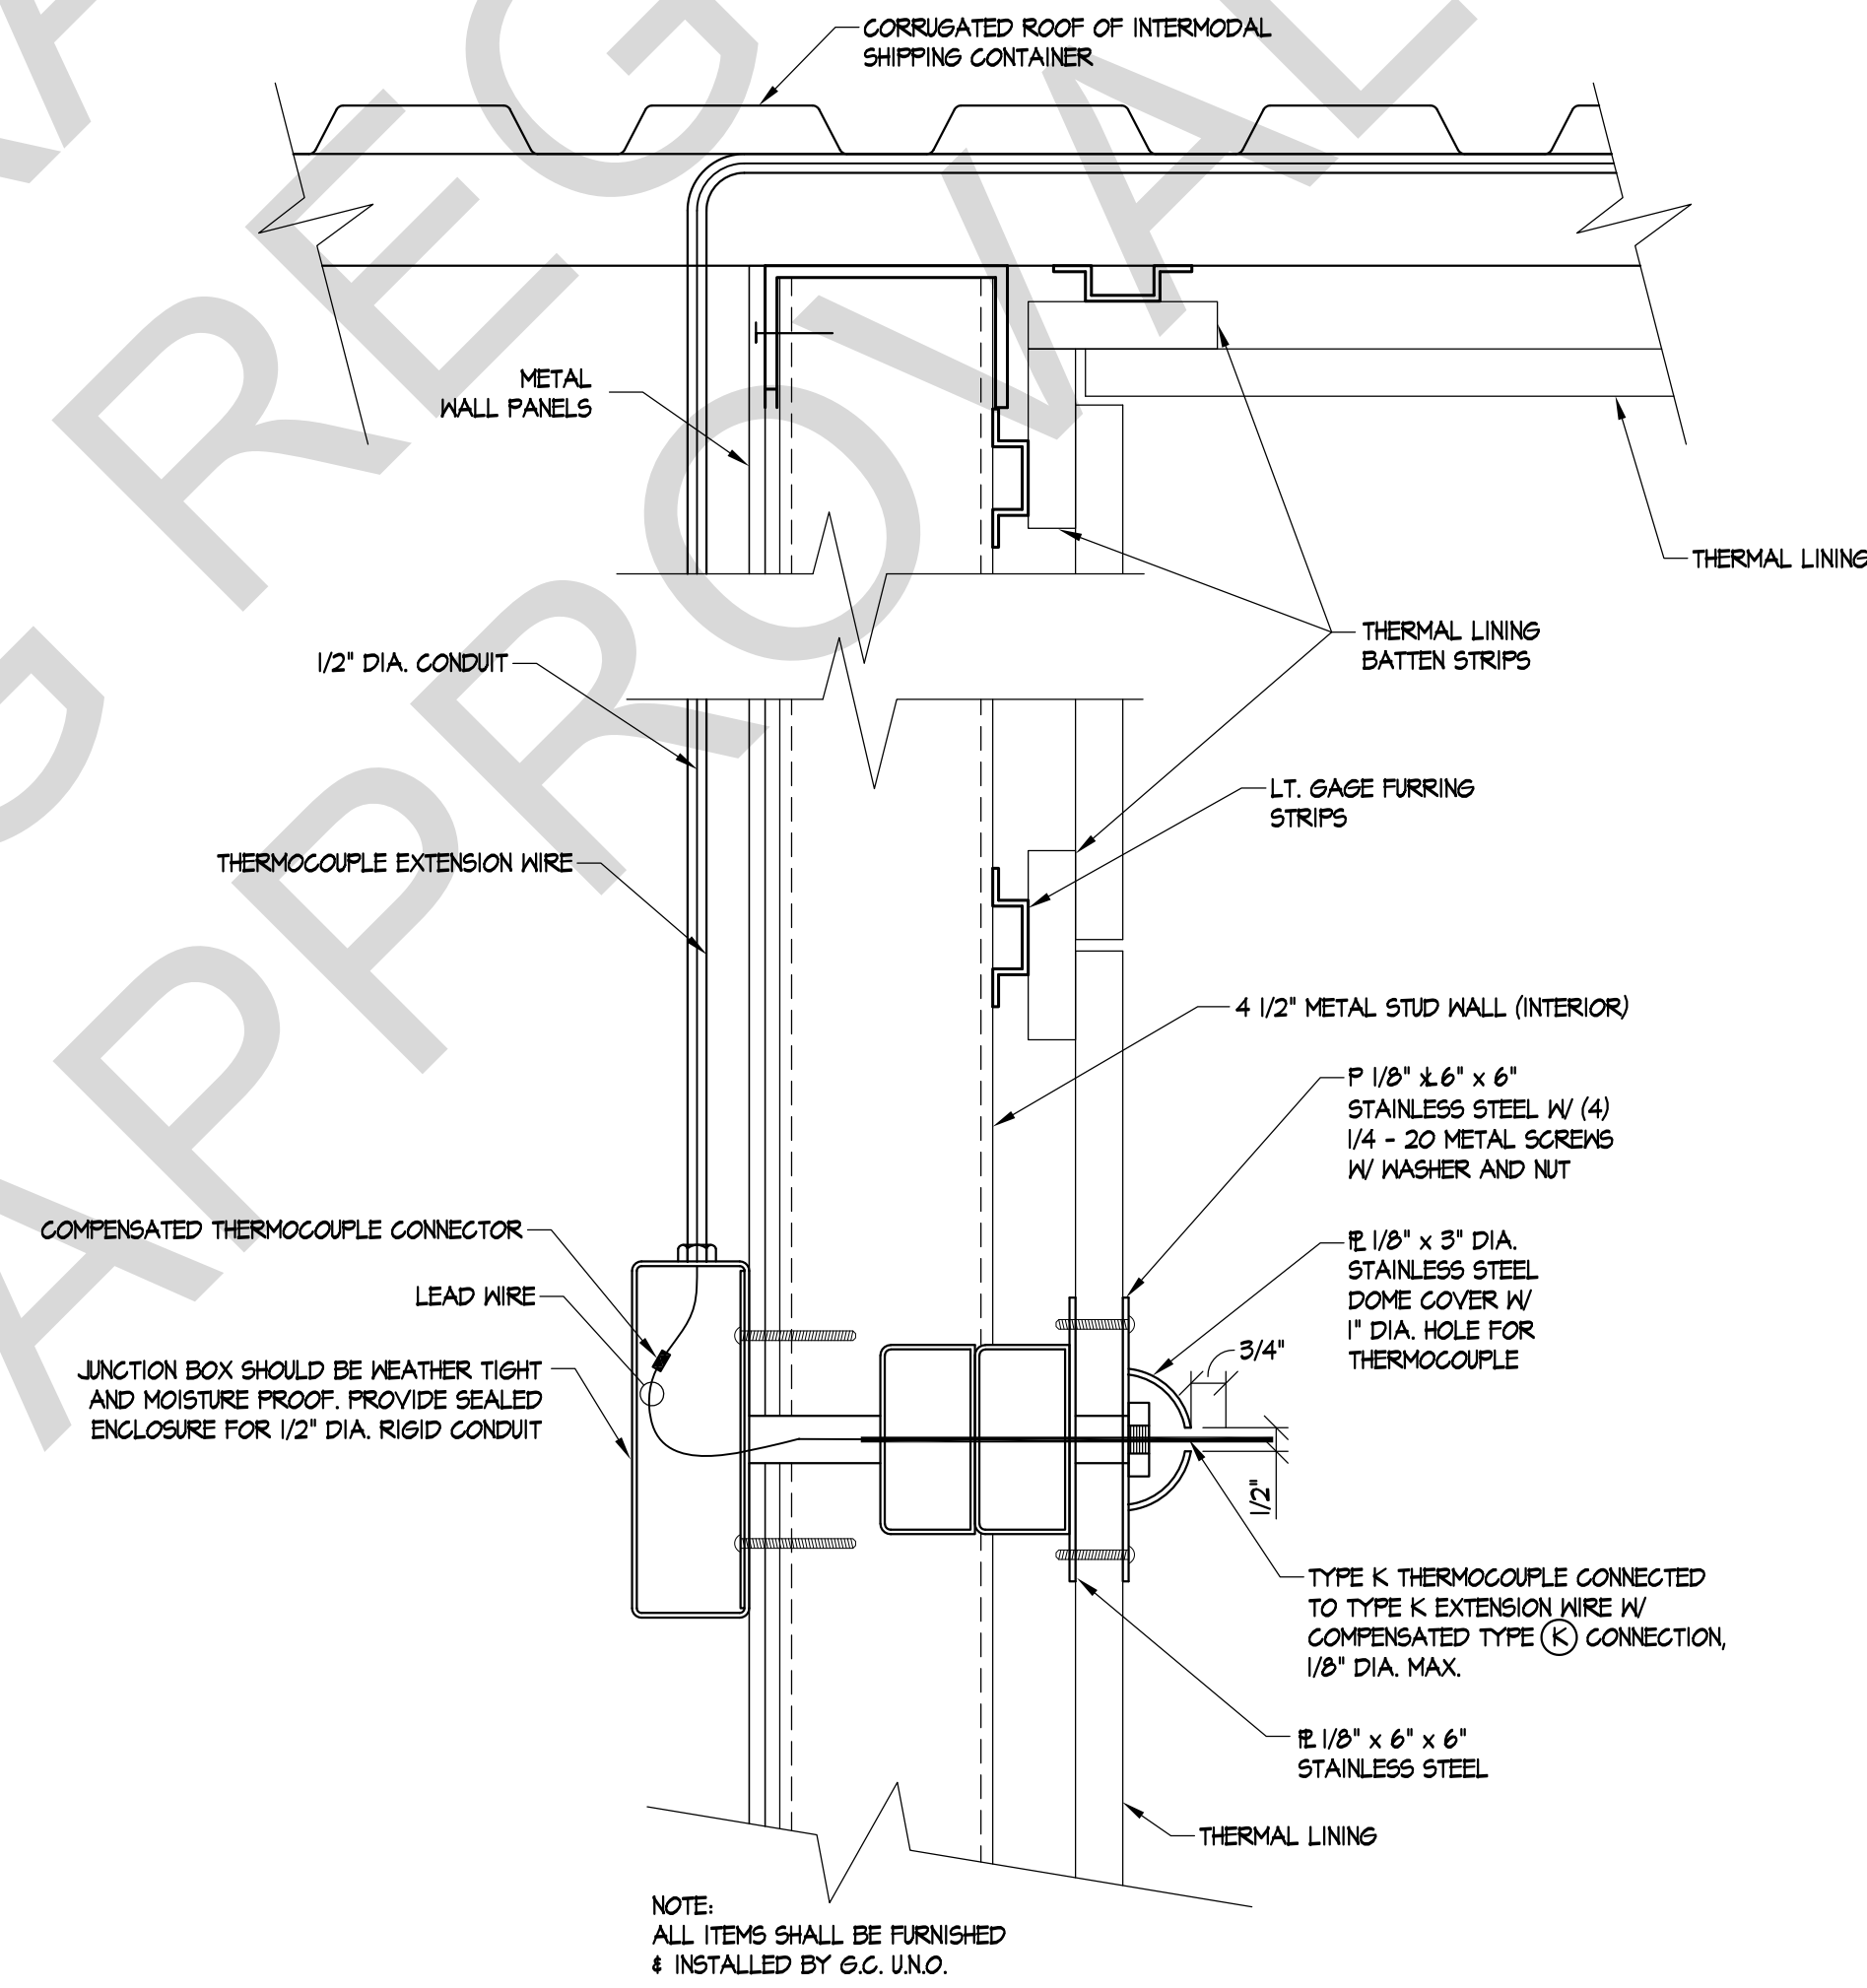 CORRUGATED ROOF OF INTERMODAL
SHIPPING CONTAINER
METAL
WALL PANELS
THERMAL LINING
THERMAL LINING
BATTEN STRIPS
1/2" DIA. CONDUIT
LT. GAGE FURRING
STRIPS
THERMOCOUPLE EXTENSION WIRE
4 1/2" METAL STUD WALL (INTERIOR)
P 1/8" x 6" x 6"
STAINLESS STEEL W/ (4)
1/4 - 20 METAL SCREWS
W/ WASHER AND NUT
COMPENSATED THERMOCOUPLE CONNECTOR
LEAD WIRE
JUNCTION BOX SHOULD BE WEATHER TIGHT
AND MOISTURE PROOF. PROVIDE SEALED
ENCLOSURE FOR 1/2" DIA. RIGID CONDUIT
PL 1/8" x 3" DIA.
STAINLESS STEEL
DOME COVER W/
1" DIA. HOLE FOR
THERMOCOUPLE
3/4"
1/2"
TYPE K THERMOCOUPLE CONNECTED
TO TYPE K EXTENSION WIRE W/
COMPENSATED TYPE K CONNECTION,
1/8" DIA. MAX.
PL 1/8" x 6" x 6"
STAINLESS STEEL
THERMAL LINING
NOTE:
ALL ITEMS SHALL BE FURNISHED
& INSTALLED BY G.C. U.N.O.
APPROVAL